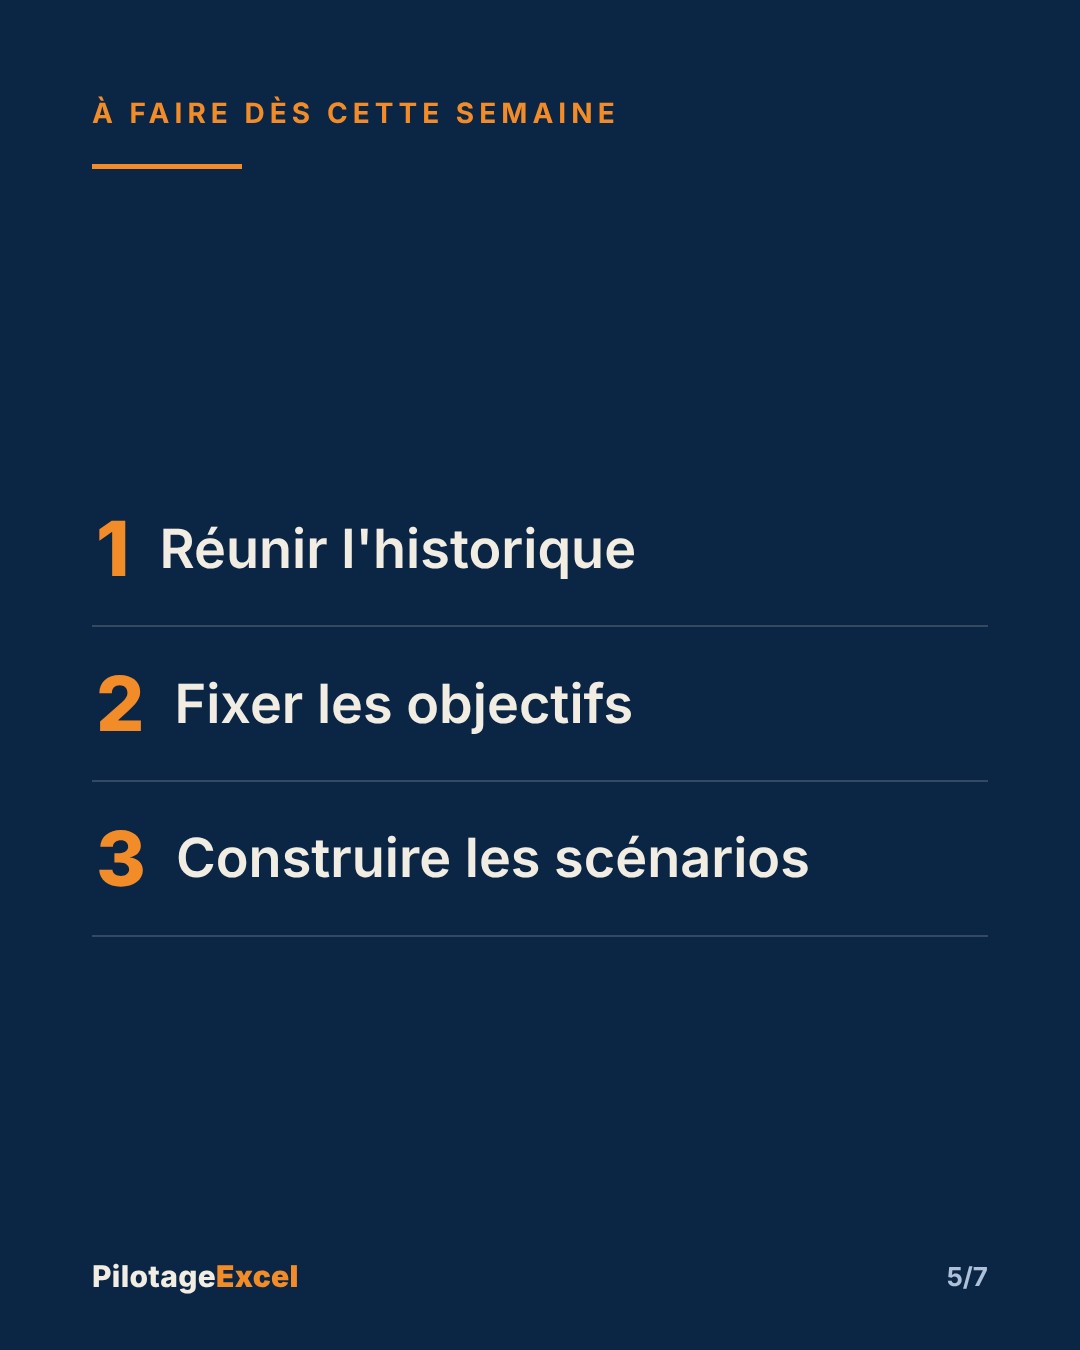 À FAIRE DÈS CETTE SEMAINE
1 Réunir l'historique
2 Fixer les objectifs
3 Construire les scénarios
PilotageExcel
5/7